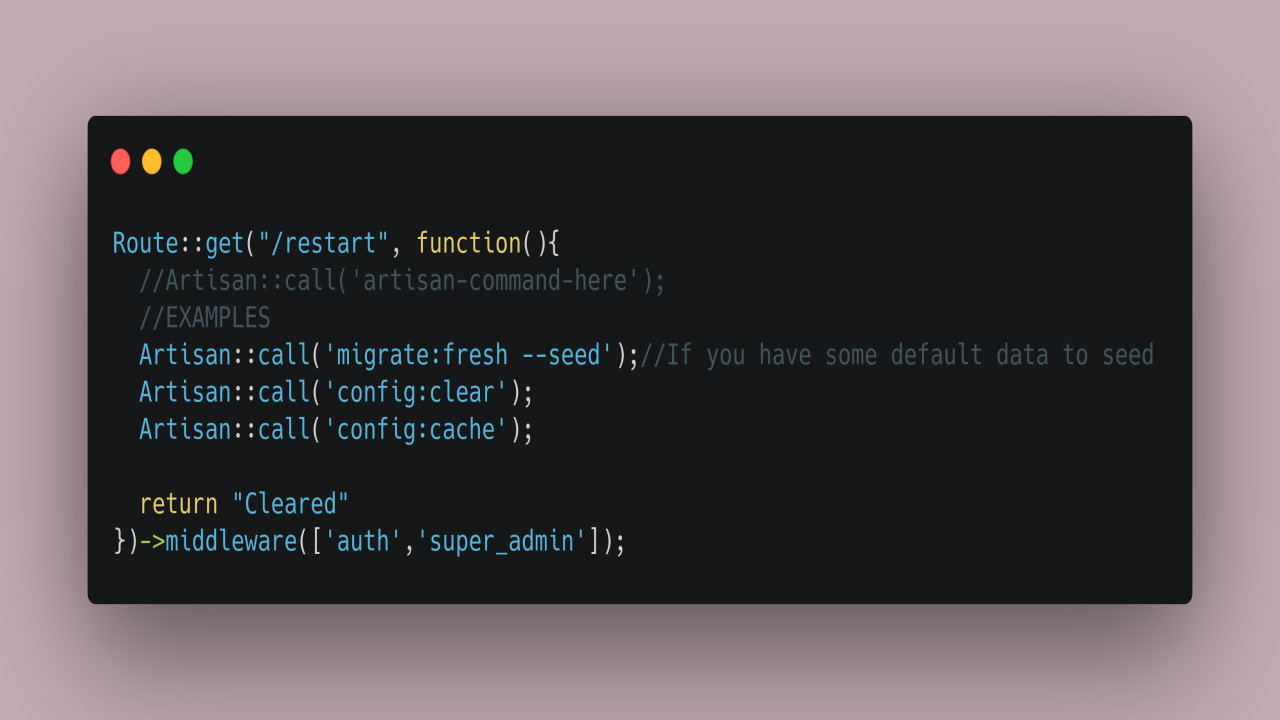 Route::get("/restart", function(){
  //Artisan::call('artisan-command-here');
  //EXAMPLES
  Artisan::call('migrate:fresh --seed');//If you have some default data to seed
  Artisan::call('config:clear');
  Artisan::call('config:cache');

  return "Cleared"
})->middleware(['auth','super_admin']);